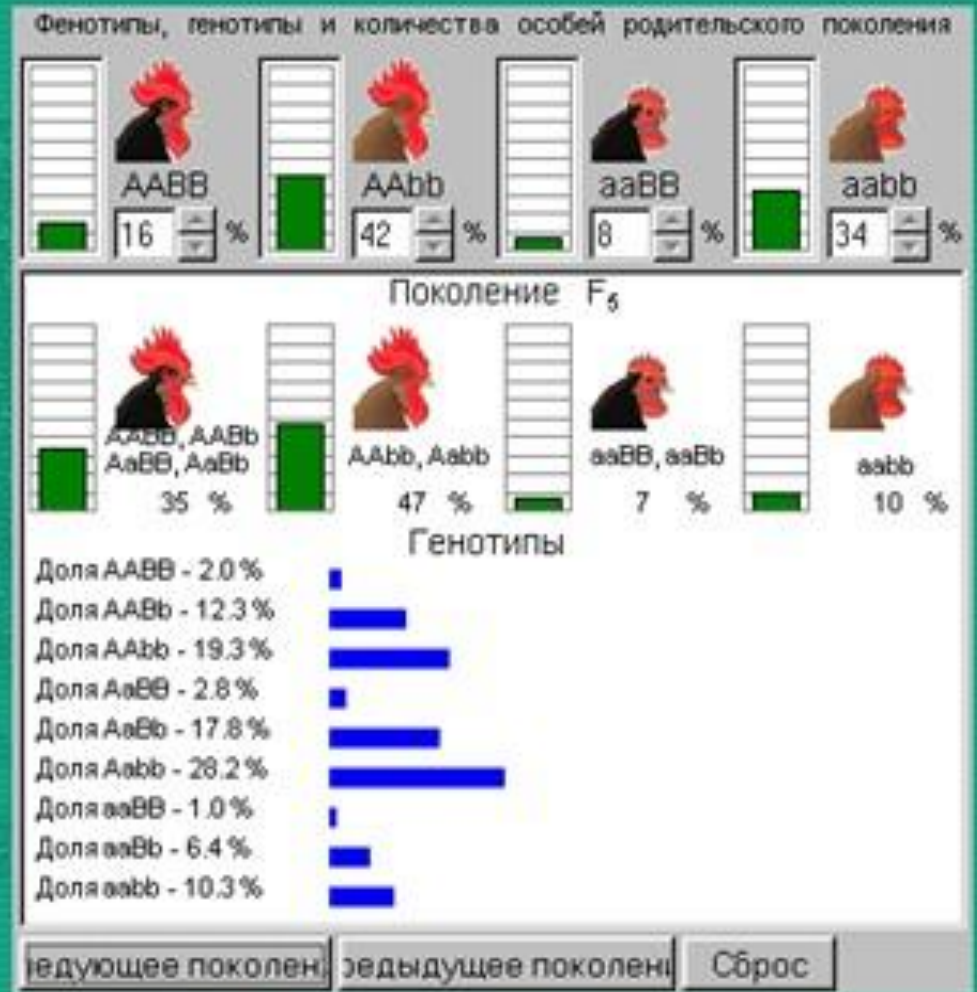 Фенотипы, генотипы и количества особей родительского поколения
AABB AAbb aaBB aabb
16 % 42 % 8 % 34 %
Поколение F5
AABB, AABb
AaBB, AaBb AAbb, Aabb aaBB, aaBb aabb
35 % 47 % 7 % 10 %
Генотипы
Доля AABB - 2.0 %
Доля AABb - 12.3 %
Доля AAbb - 19.3 %
Доля AaBB - 2.8 %
Доля AaBb - 17.8 %
Доля Aabb - 28.2 %
Доля aaBB - 1.0 %
Доля aaBb - 6.4 %
Доля aabb - 10.3 %
едующее поколен редыдущее поколени Сброс